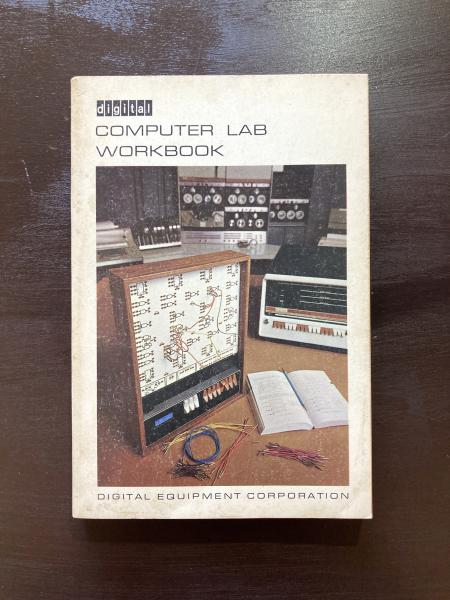 digital
COMPUTER LAB
WORKBOOK
DIGITAL EQUIPMENT CORPORATION